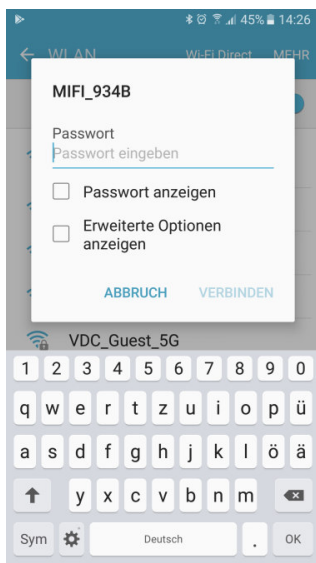 45% 14:26
WLAN Wi-Fi Direct MEHR
MIFI_934B
Passwort
Passwort eingeben
Passwort anzeigen
Erweiterte Optionen
anzeigen
ABBRUCH VERBINDEN
VDC_Guest_5G
1 2 3 4 5 6 7 8 9 0
q w e r t z u i o p ü
a s d f g h j k l ö ä
y x c v b n m
Sym Deutsch . OK